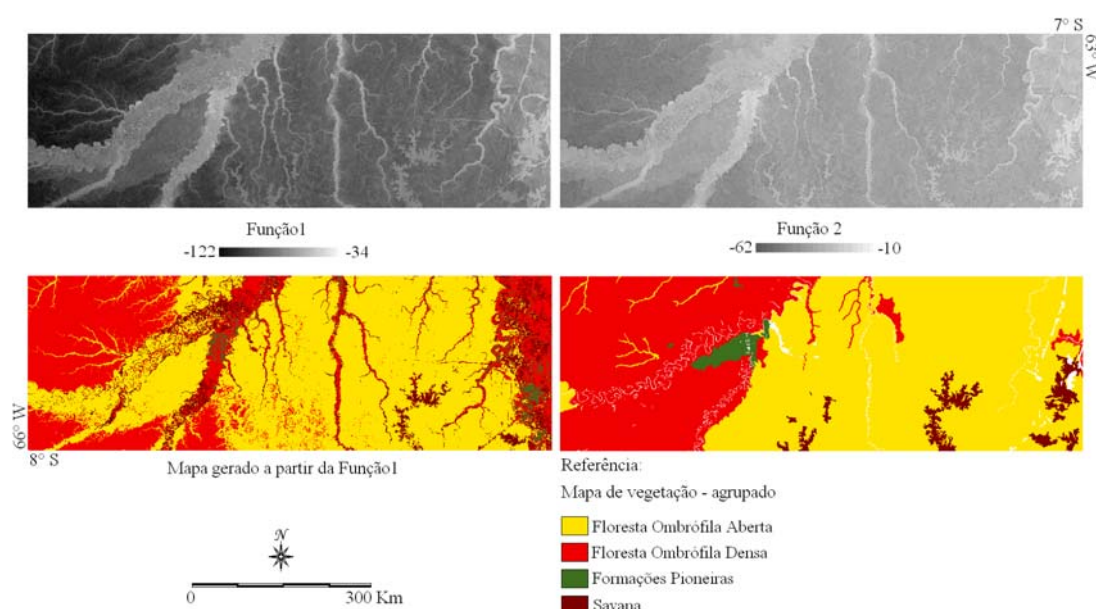 7° S
63° W
Função1
-122 -34
Função 2
-62 -10
66° W
8° S
Mapa gerado a partir da Função1
Referência:
Mapa de vegetação - agrupado
Floresta Ombrófila Aberta
Floresta Ombrófila Densa
Formações Pioneiras
Savana
N
0 300 Km